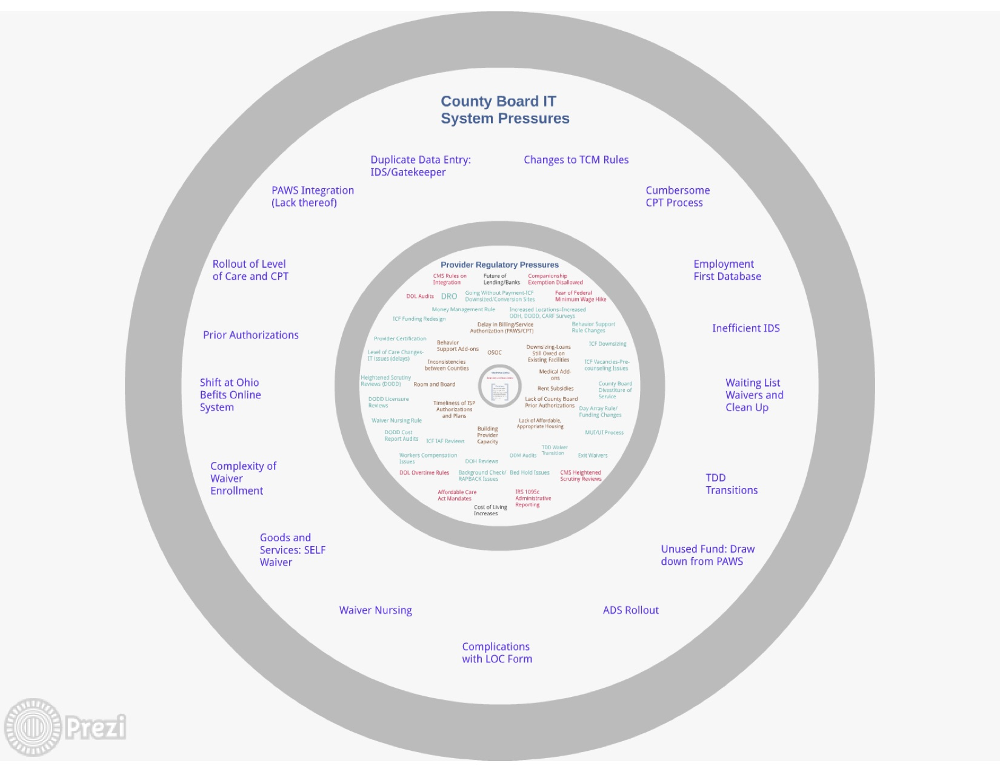 County Board IT
System Pressures
Duplicate Data Entry:
IDS/Gatekeeper
Changes to TCM Rules
PAWS Integration
(Lack thereof)
Cumbersome
CPT Process
Rollout of Level
of Care and CPT
Employment
First Database
Prior Authorizations
Inefficient IDS
Shift at Ohio
Befits Online
System
Waiting List
Waivers and
Clean Up
Complexity of
Waiver
Enrollment
TDD
Transitions
Goods and
Services: SELF
Waiver
Unused Fund: Draw
down from PAWS
Waiver Nursing
ADS Rollout
Complications
with LOC Form
Provider Regulatory Pressures
CMS Rules on
Integration
Future of
Lending/Banks
Companionship
Exemption Disallowed
DOL Audits
DRO
Going Without Payment-ICF
Downsized/Conversion Sites
Fear of Federal
Minimum Wage Hike
Money Management Rule
Increased Locations=Increased
ODH, DODD, CARF Surveys
ICF Funding Redesign
Delay in Billing/Service
Authorization (PAWS/CPT)
Behavior Support
Rule Changes
Provider Certification
Behavior
Support Add-ons
OSOC
Downsizing-Loans
Still Owed on
Existing Facilities
ICF Downsizing
Level of Care Changes-
IT issues (delays)
Inconsistencies
between Counties
ICF Vacancies-Pre-
counseling Issues
Medical Add-
ons
Heightened Scrutiny
Reviews (DODD)
Room and Board
Rent Subsidies
County Board
Divestiture of
Service
DODD Licensure
Reviews
Timeliness of ISP
Authorizations
and Plans
Lack of County Board
Prior Authorizations
Day Array Rule/
Funding Changes
Waiver Nursing Rule
Lack of Affordable,
Appropriate Housing
DODD Cost
Report Audits
ICF IAF Reviews
Building
Provider
Capacity
MUI/UI Process
TDD Waiver
Transition
Workers Compensation
Issues
DOH Reviews
ODM Audits
Exit Waivers
DOL Overtime Rules
Background Check/
RAPBACK Issues
Bed Hold Issues
CMS Heightened
Scrutiny Reviews
Affordable Care
Act Mandates
IRS 1095c
Administrative
Reporting
Cost of Living
Increases
Prezi